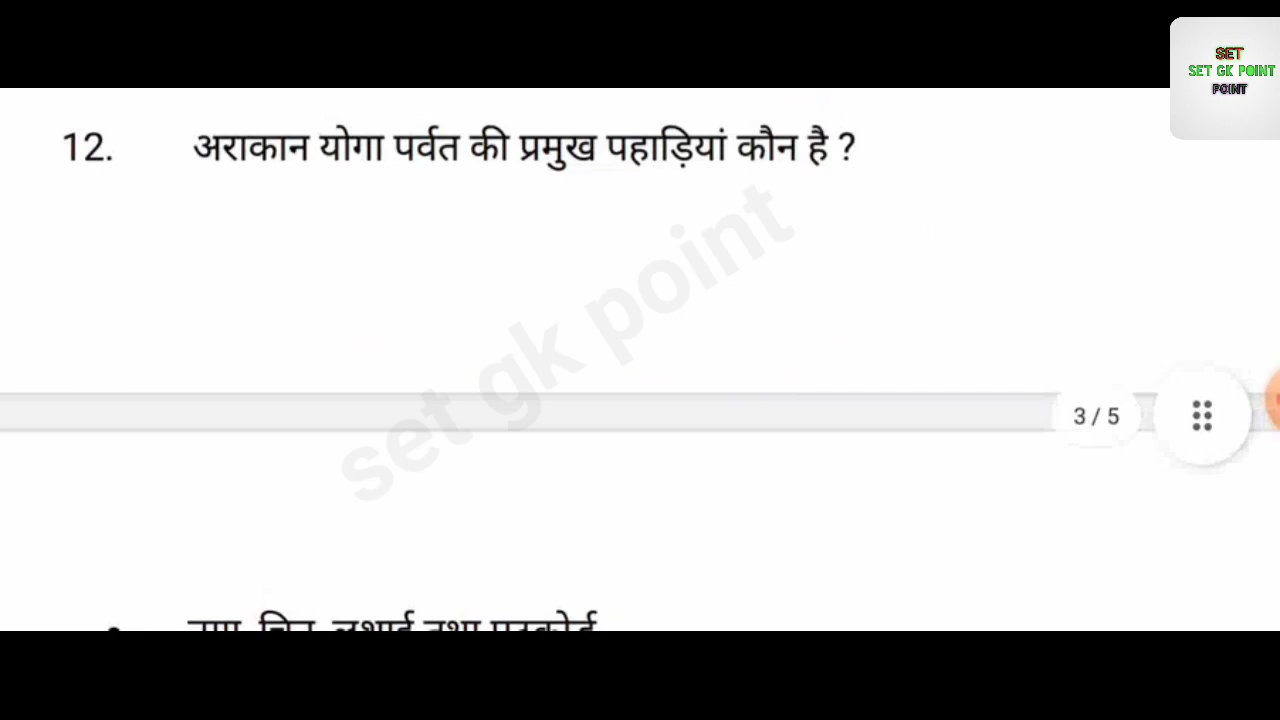 SET
SET GK POINT
POINT
12. अराकान योगा पर्वत की प्रमुख पहाड़ियां कौन है ?
set gk point
3 / 5